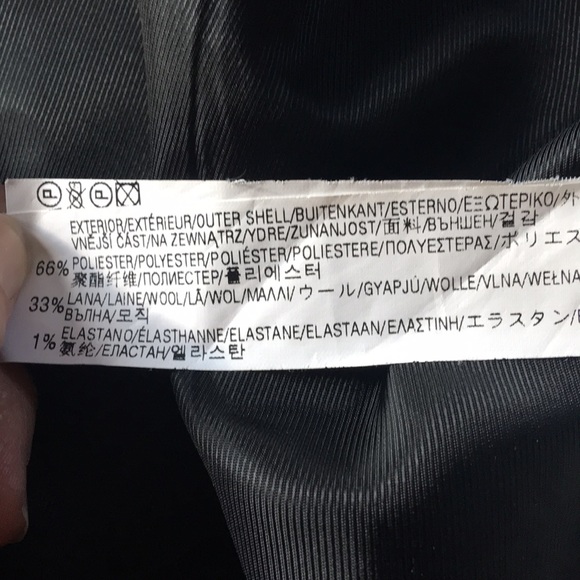 EXTERIOR/EXTÉRIEUR/OUTER SHELL/BUITENKANT/ESTERNO/ΕΞΩΤΕΡΙΚΟ/外
VNĚJŠÍ ČÁST/NA ZEWNĄTRZ/YDRE/ZUNANJOST/面料/ВЪНШЕН/겉감
66% POLIESTER/POLYESTER/POLIÉSTER/POLIESTERE/ΠΟΛΥΕΣΤΕΡΑΣ/ポリエス
聚酯纤维/ПОЛИЕСТЕР/폴리에스터
33% LANA/LAINE/WOOL/LÃ/WOL/ΜΑΛΛΙ/ウール/GYAPJÚ/WOLLE/VLNA/WEŁNA
ВЪЛНА/모직
1% ELASTANO/ÉLASTHANNE/ELASTANE/ELASTAAN/ΕΛΑΣΤΙΝΗ/エラスタン/
氨纶/ЕЛАСТАН/엘라스탄